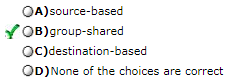 A)source-based
B)group-shared
C)destination-based
D)None of the choices are correct